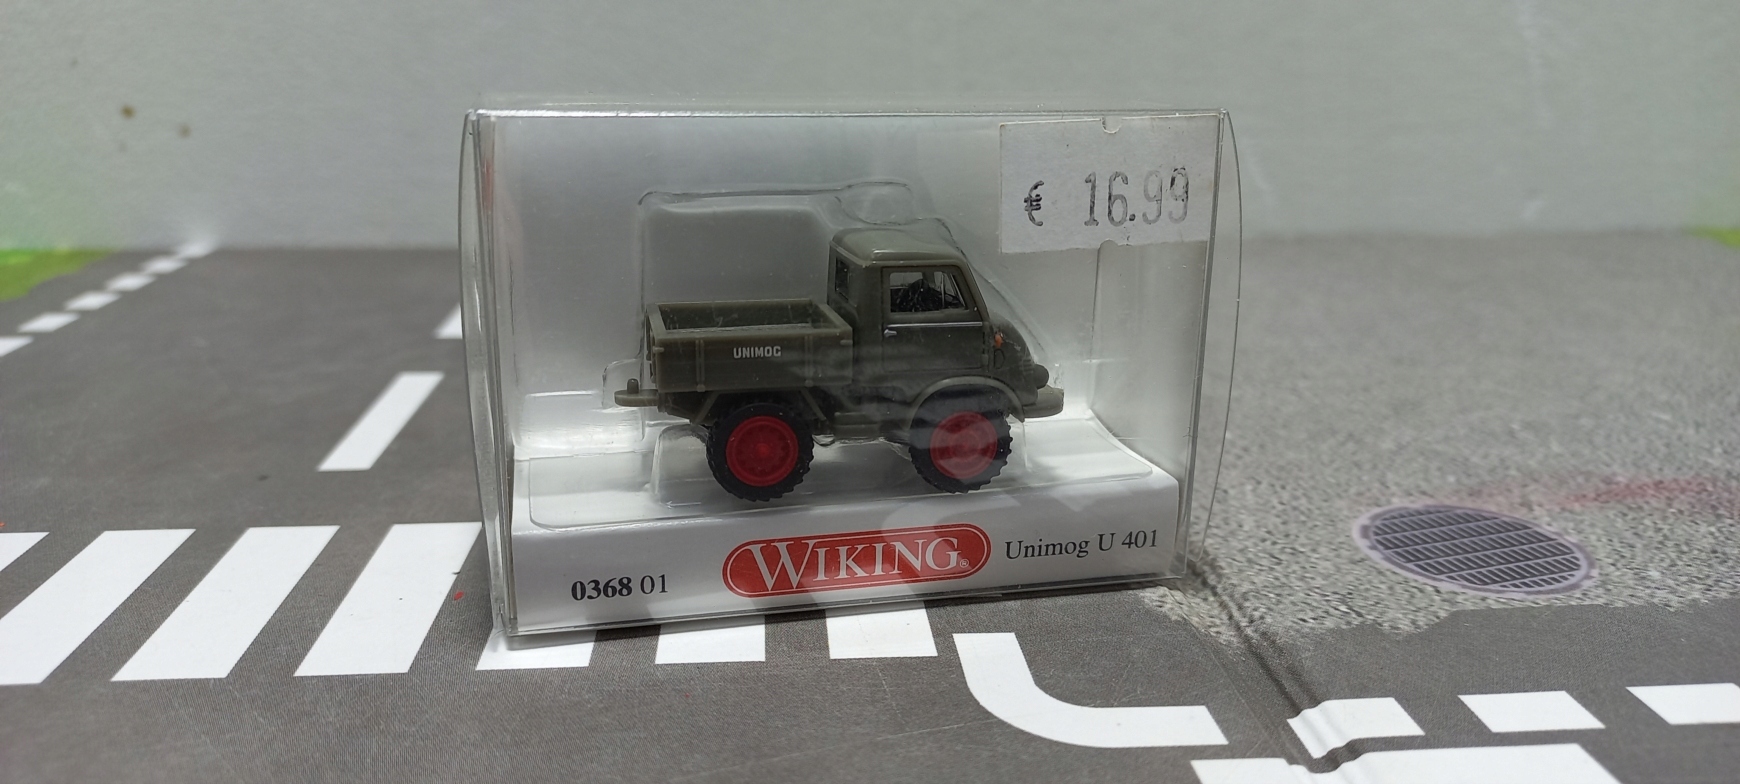 € 16.99
UNIMOG
0368 01
WIKING®
Unimog U 401